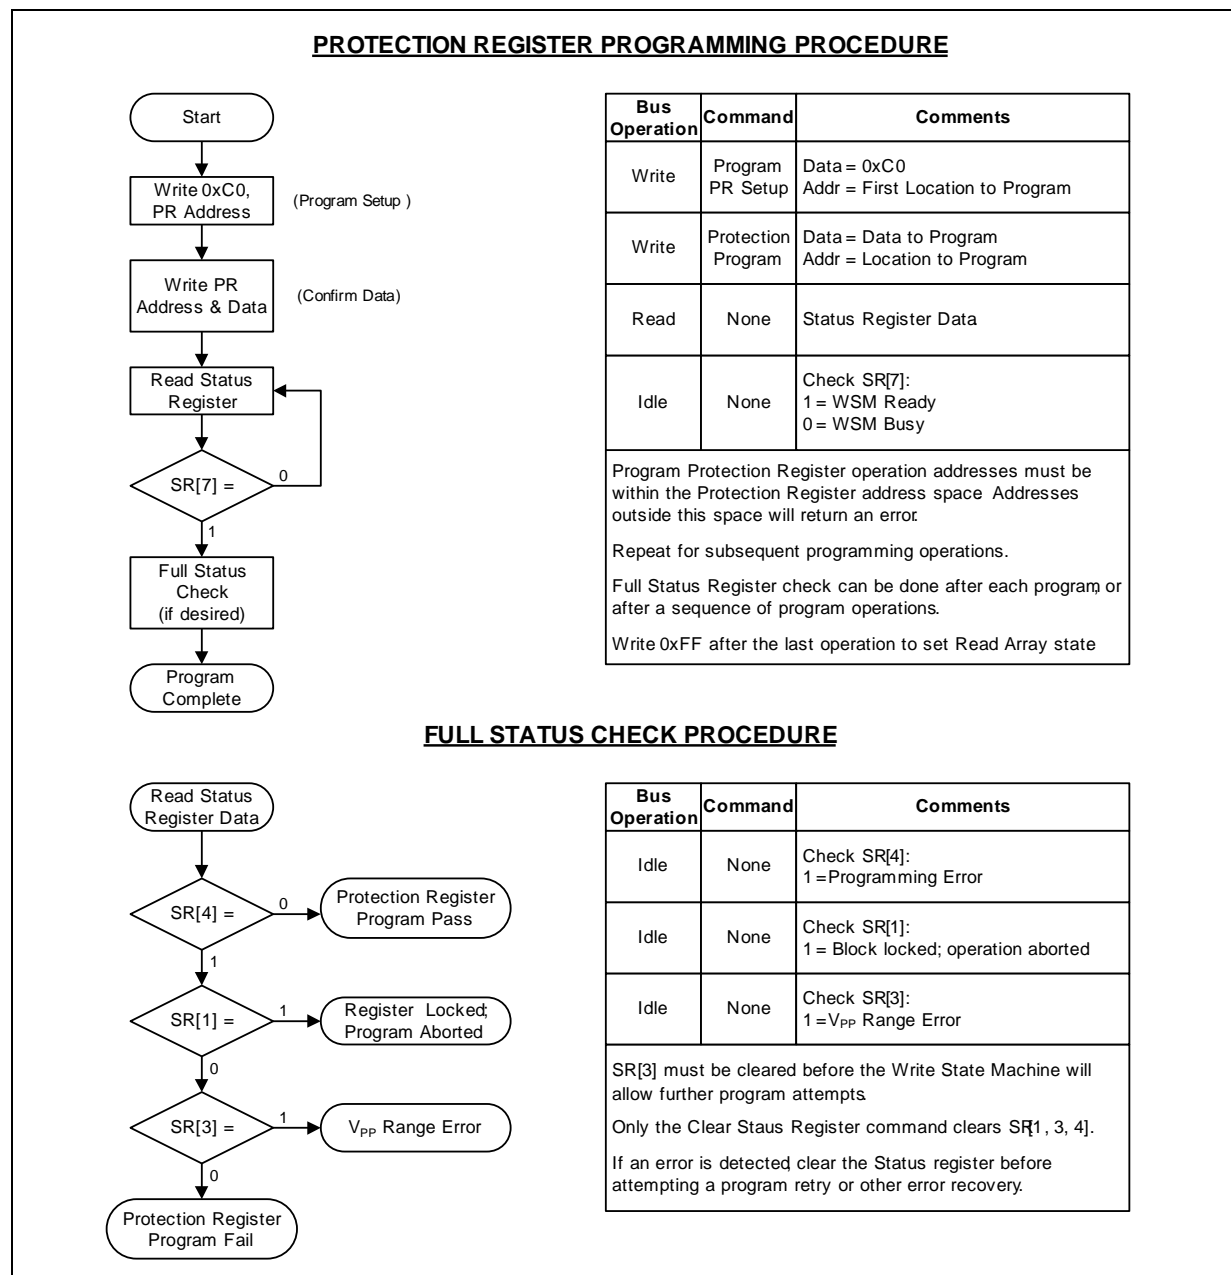 PROTECTION REGISTER PROGRAMMING PROCEDURE
Start
Write 0xC0,
PR Address
(Program Setup )
Write PR
Address & Data
(Confirm Data)
Read Status
Register
SR[7] =
0
1
Full Status
Check
(if desired)
Program
Complete
Bus
Operation
Command
Comments
Write
Program
PR Setup
Data = 0xC0
Addr = First Location to Program
Write
Protection
Program
Data = Data to Program
Addr = Location to Program
Read
None
Status Register Data.
Idle
None
Check SR[7]:
1 = WSM Ready
0 = WSM Busy
Program Protection Register operation addresses must be
within the Protection Register address space. Addresses
outside this space will return an error.
Repeat for subsequent programming operations.
Full Status Register check can be done after each program, or
after a sequence of program operations.
Write 0xFF after the last operation to set Read Array state.
FULL STATUS CHECK PROCEDURE
Read Status
Register Data
SR[4] =
0
Protection Register
Program Pass
1
SR[1] =
1
Register Locked;
Program Aborted
0
SR[3] =
1
VPP Range Error
0
Protection Register
Program Fail
Bus
Operation
Command
Comments
Idle
None
Check SR[4]:
1 =Programming Error
Idle
None
Check SR[1]:
1 = Block locked; operation aborted
Idle
None
Check SR[3]:
1 =VPP Range Error
SR[3] must be cleared before the Write State Machine will
allow further program attempts.
Only the Clear Staus Register command clears SR[1, 3, 4].
If an error is detected, clear the Status register before
attempting a program retry or other error recovery.